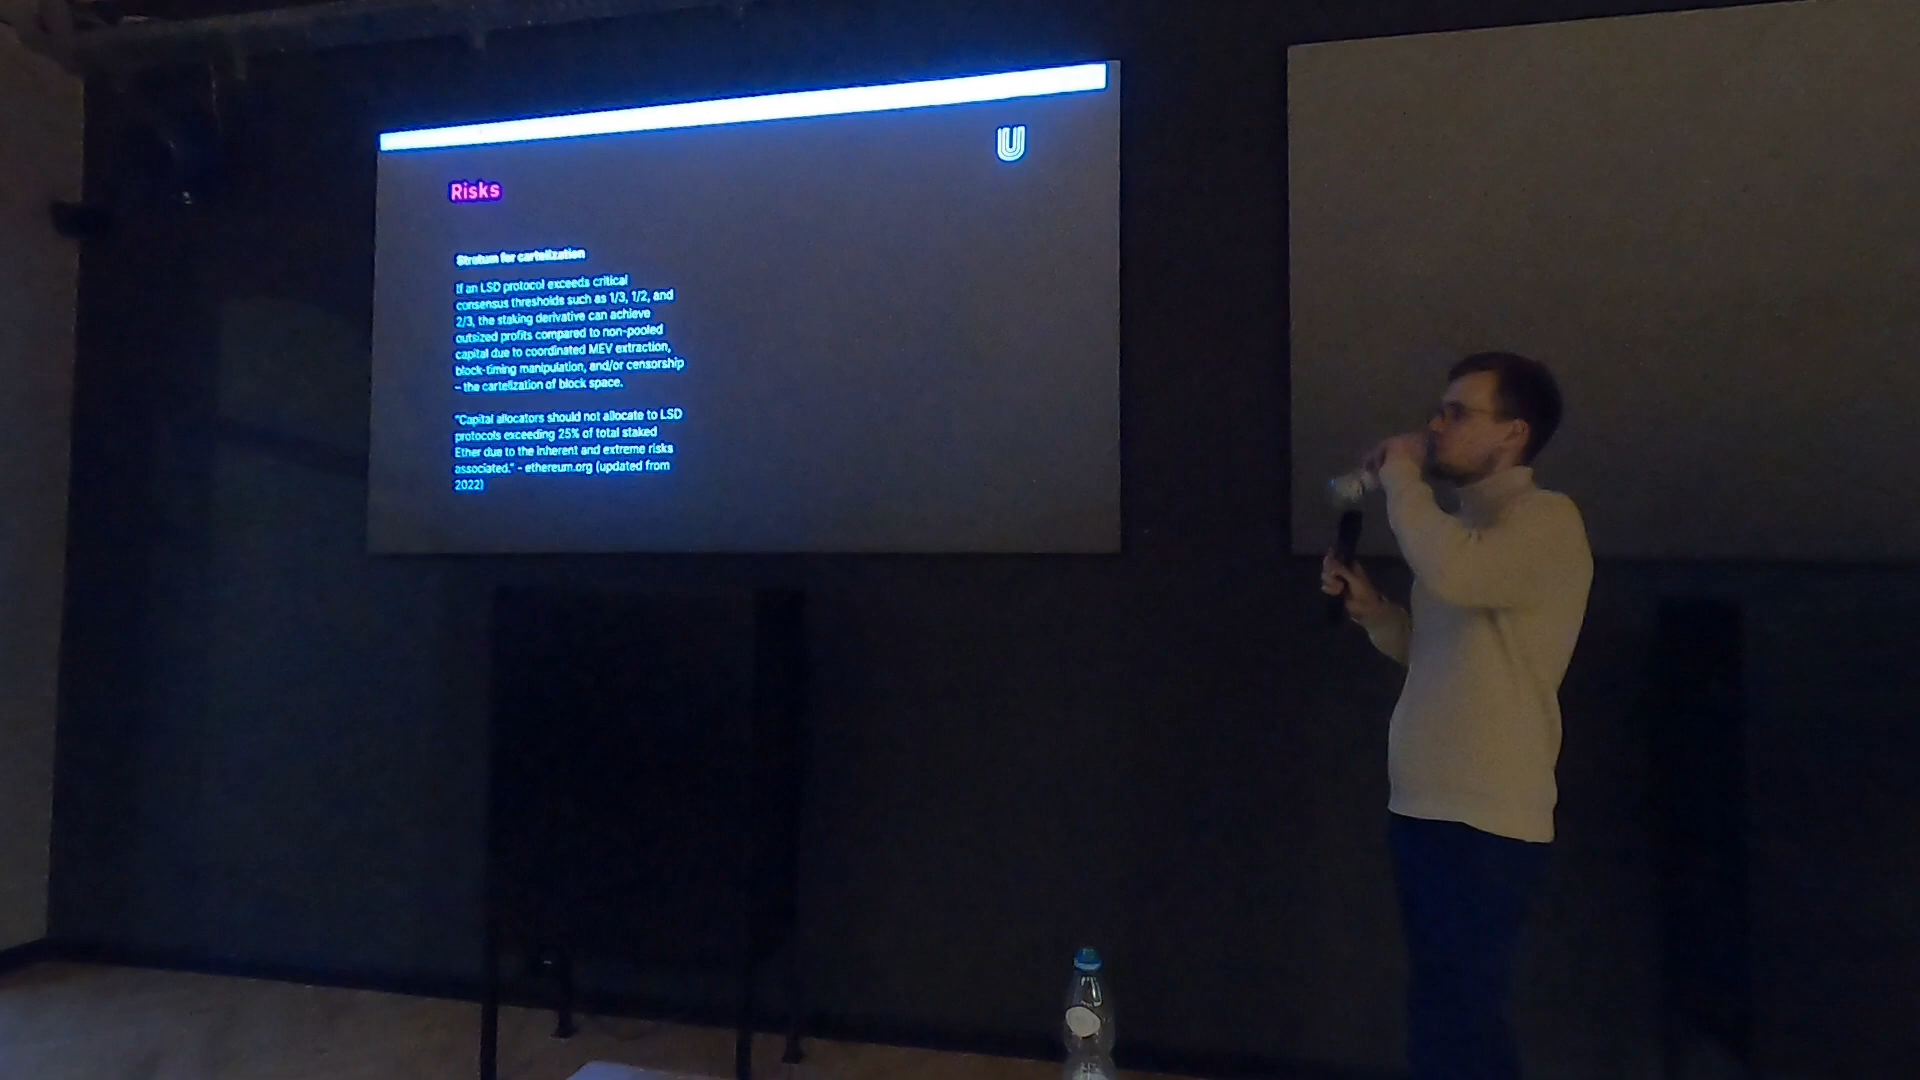 U
Risks
Stratum for cartelization
If an LSD protocol exceeds critical
consensus thresholds such as 1/3, 1/2, and
2/3, the staking derivative can achieve
outsized profits compared to non-pooled
capital due to coordinated MEV extraction,
block-timing manipulation, and/or censorship
– the cartelization of block space.
"Capital allocators should not allocate to LSD
protocols exceeding 25% of total staked
Ether due to the inherent and extreme risks
associated." - ethereum.org (updated from
2022)